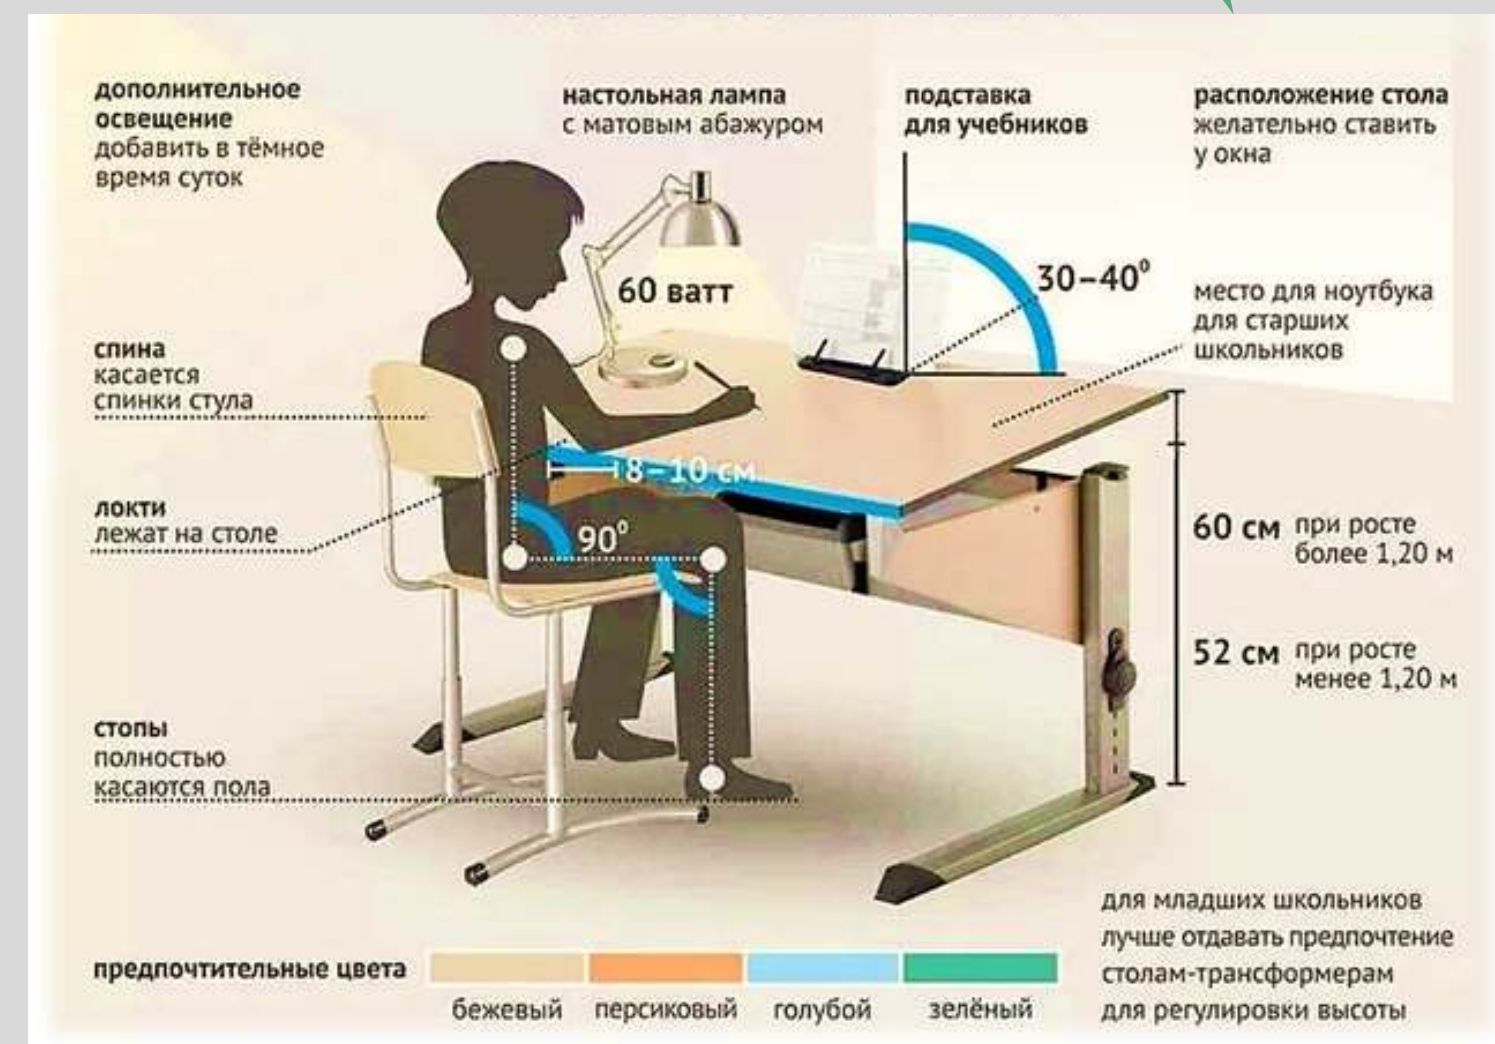 дополнительное
освещение
добавить в тёмное
время суток
настольная лампа
с матовым абажуром
подставка
для учебников
расположение стола
желательно ставить
у окна
60 ватт
30–40⁰
место для ноутбука
для старших
школьников
спина
касается
спинки стула
8–10 см
локти
лежат на столе
90⁰
60 см при росте
более 1,20 м
52 см при росте
менее 1,20 м
стопы
полностью
касаются пола
предпочтительные цвета
бежевый
персиковый
голубой
зелёный
для младших школьников
лучше отдавать предпочтение
столам-трансформерам
для регулировки высоты